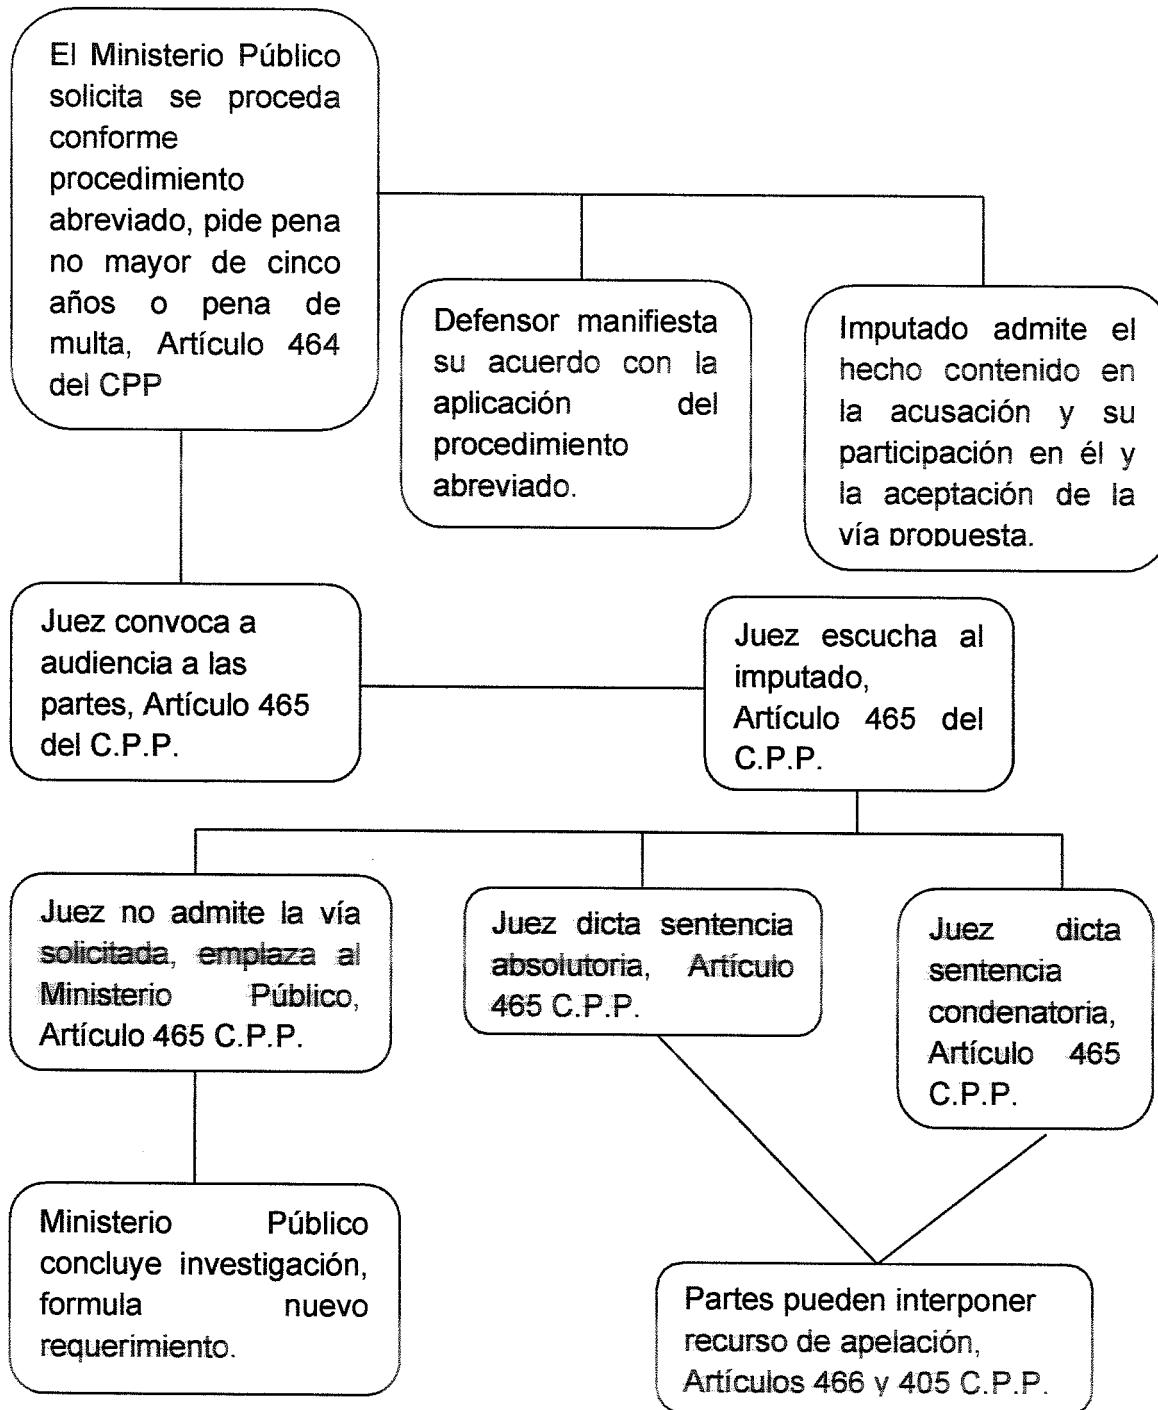 El Ministerio Público
solicita se proceda
conforme
procedimiento
abreviado, pide pena
no mayor de cinco
años o pena de
multa, Artículo 464
del CPP
Defensor manifiesta
su acuerdo con la
aplicación del
procedimiento
abreviado.
Imputado admite el
hecho contenido en
la acusación y su
participación en él y
la aceptación de la
vía propuesta.
Juez convoca a
audiencia a las
partes, Artículo 465
del C.P.P.
Juez escucha al
imputado,
Artículo 465 del
C.P.P.
Juez no admite la vía
solicitada, emplaza al
Ministerio Público,
Artículo 465 C.P.P.
Juez dicta sentencia
absolutoria, Artículo
465 C.P.P.
Juez dicta
sentencia
condenatoria,
Artículo 465
C.P.P.
Ministerio Público
concluye investigación,
formula nuevo
requerimiento.
Partes pueden interponer
recurso de apelación,
Artículos 466 y 405 C.P.P.